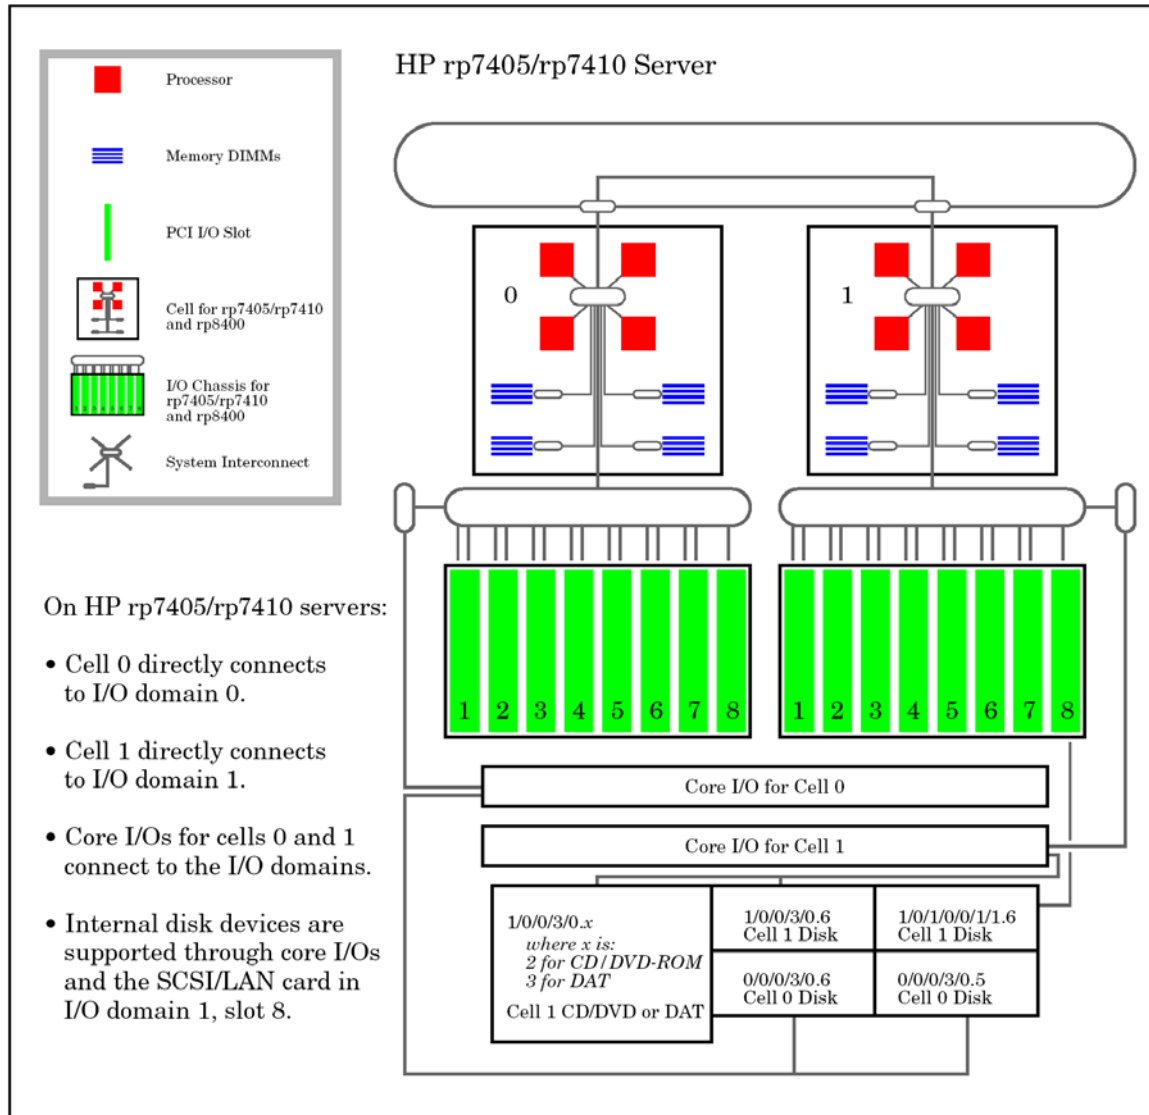 HP rp7405/rp7410 Server
Processor
Memory DIMMs
PCI I/O Slot
Cell for rp7405/rp7410
and rp8400
I/O Chassis for
rp7405/rp7410
and rp8400
System Interconnect
0
1
1 2 3 4 5 6 7 8
1 2 3 4 5 6 7 8
On HP rp7405/rp7410 servers:
• Cell 0 directly connects
to I/O domain 0.
• Cell 1 directly connects
to I/O domain 1.
• Core I/Os for cells 0 and 1
connect to the I/O domains.
• Internal disk devices are
supported through core I/Os
and the SCSI/LAN card in
I/O domain 1, slot 8.
Core I/O for Cell 0
Core I/O for Cell 1
1/0/0/3/0.x
where x is:
2 for CD/DVD-ROM
3 for DAT
Cell 1 CD/DVD or DAT
1/0/0/3/0.6
Cell 1 Disk
1/0/1/0/0/1/1.6
Cell 1 Disk
0/0/0/3/0.6
Cell 0 Disk
0/0/0/3/0.5
Cell 0 Disk